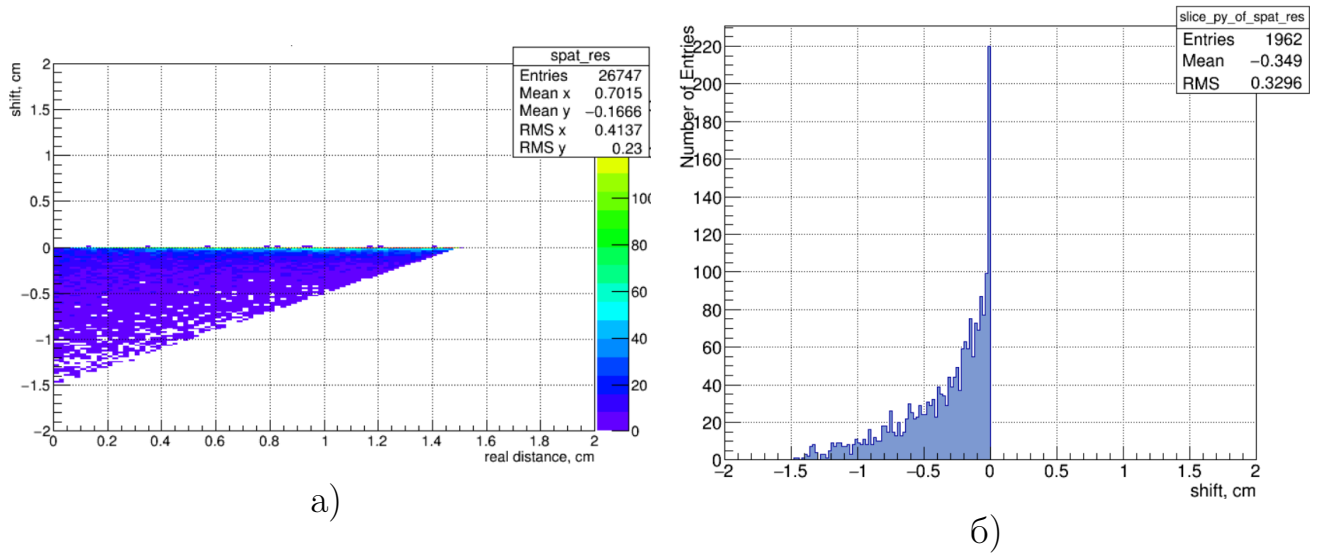 spat_res
Entries 26747
Mean x 0.7015
Mean y −0.1666
RMS x 0.4137
RMS y 0.23
shift, cm
2
1.5
1
0.5
0
−0.5
−1
−1.5
−2
0 0.2 0.4 0.6 0.8 1 1.2 1.4 1.6 1.8 2
real distance, cm
100
80
60
40
20
0
а)
slice_py_of_spat_res
Entries 1962
Mean −0.349
RMS 0.3296
Number of Entries
220
200
180
160
140
120
100
80
60
40
20
0
−2 −1.5 −1 −0.5 0 0.5 1 1.5 2
shift, cm
б)